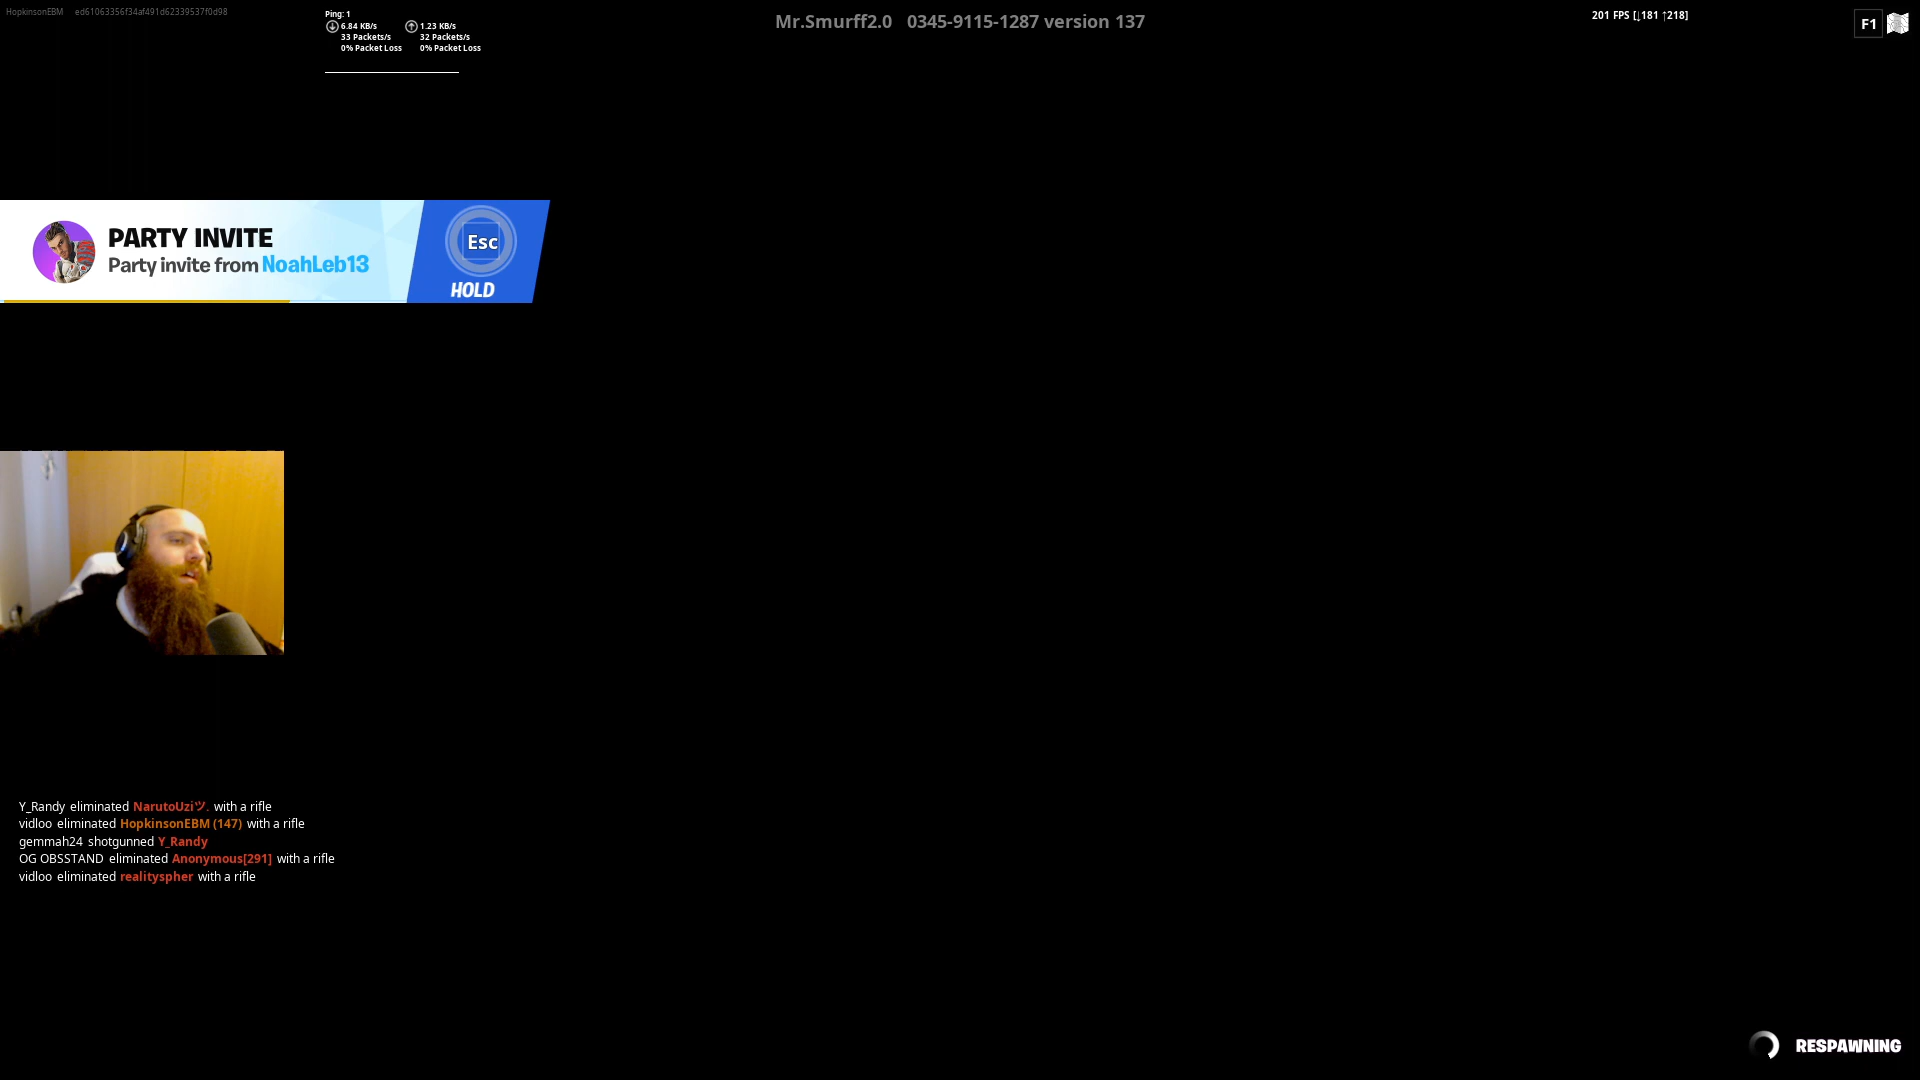 HopkinsonEBM ed61063356f34af491d62339537f0d98
Ping: 1
6.84 KB/s 1.23 KB/s
33 Packets/s 32 Packets/s
0% Packet Loss 0% Packet Loss
Mr.Smurff2.0 0345-9115-1287 version 137
201 FPS [↓181 ↑218]
F1
PARTY INVITE
Party invite from NoahLeb13
Esc
HOLD
Y_Randy eliminated NarutoUziツ. with a rifle
vidloo eliminated HopkinsonEBM (147) with a rifle
gemmah24 shotgunned Y_Randy
OG OBSSTAND eliminated Anonymous[291] with a rifle
vidloo eliminated realityspher with a rifle
RESPAWNING